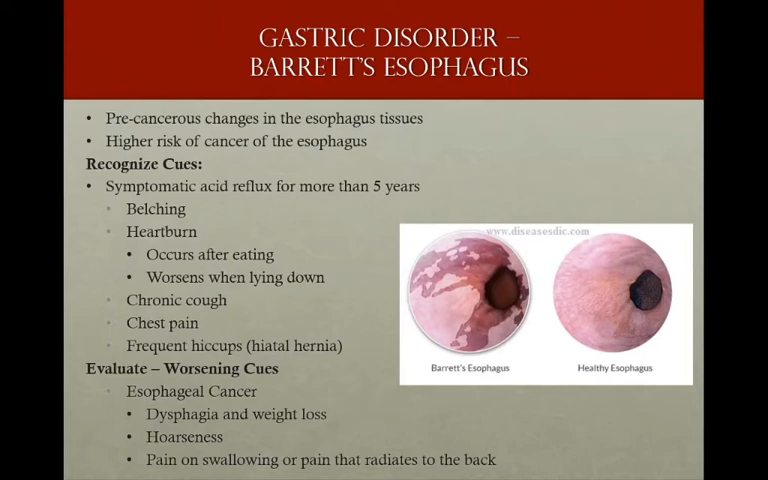 GASTRIC DISORDER –
BARRETT'S ESOPHAGUS
• Pre-cancerous changes in the esophagus tissues
• Higher risk of cancer of the esophagus
Recognize Cues:
• Symptomatic acid reflux for more than 5 years
• Belching
• Heartburn
• Occurs after eating
• Worsens when lying down
• Chronic cough
• Chest pain
• Frequent hiccups (hiatal hernia)
Evaluate – Worsening Cues
• Esophageal Cancer
• Dysphagia and weight loss
• Hoarseness
• Pain on swallowing or pain that radiates to the back
www.diseasesdic.com
Barrett's Esophagus
Healthy Esophagus